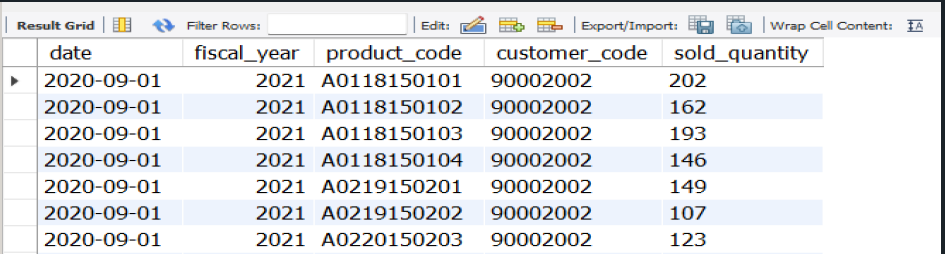 Result Grid Filter Rows: Edit: Export/Import: Wrap Cell Content: IA
date fiscal_year product_code customer_code sold_quantity
2020-09-01 2021 A0118150101 90002002 202
2020-09-01 2021 A0118150102 90002002 162
2020-09-01 2021 A0118150103 90002002 193
2020-09-01 2021 A0118150104 90002002 146
2020-09-01 2021 A0219150201 90002002 149
2020-09-01 2021 A0219150202 90002002 107
2020-09-01 2021 A0220150203 90002002 123